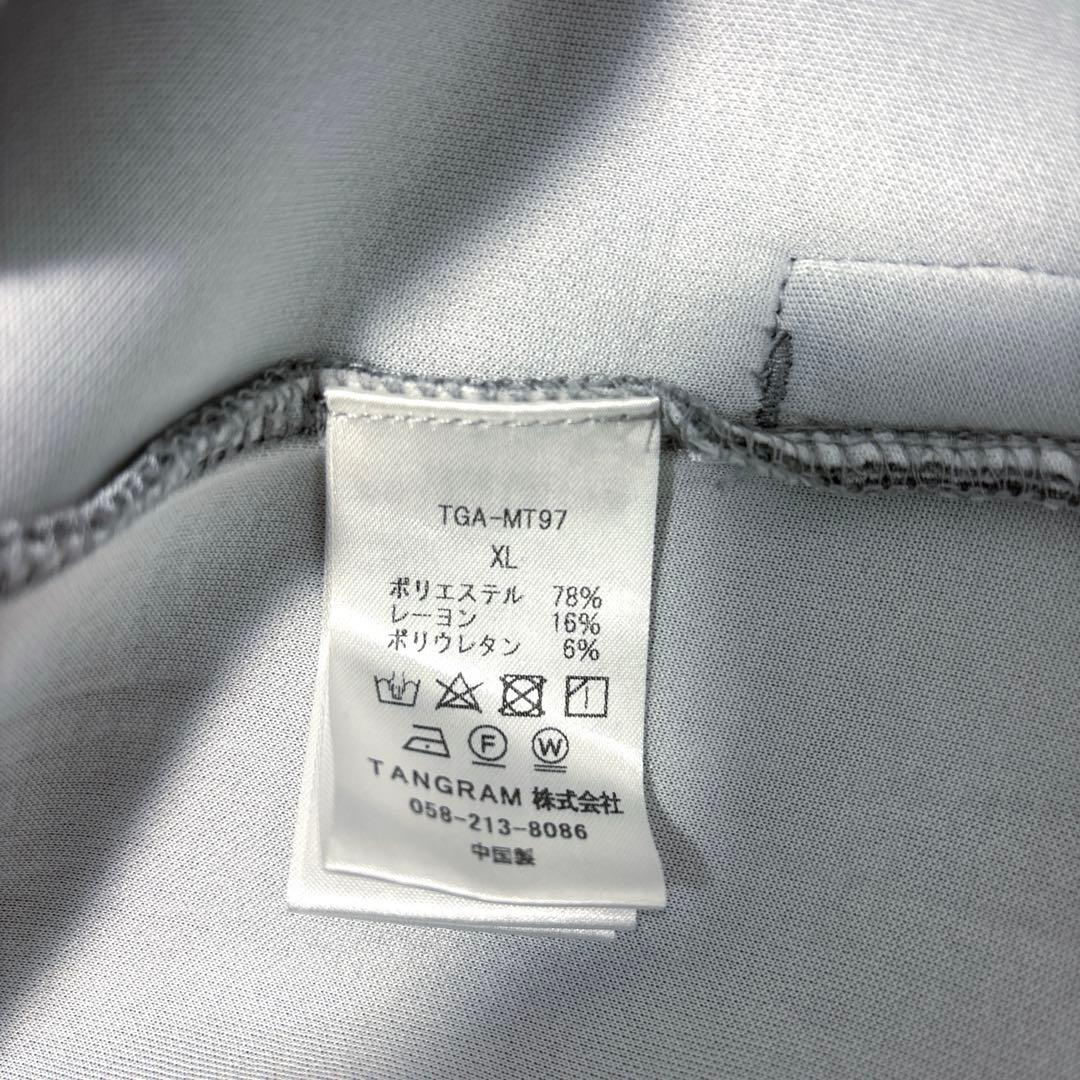 TGA-MT97
XL
ポリエステル 78%
レーヨン 16%
ポリウレタン 6%
F W
TANGRAM 株式会社
058-213-8086
中国製